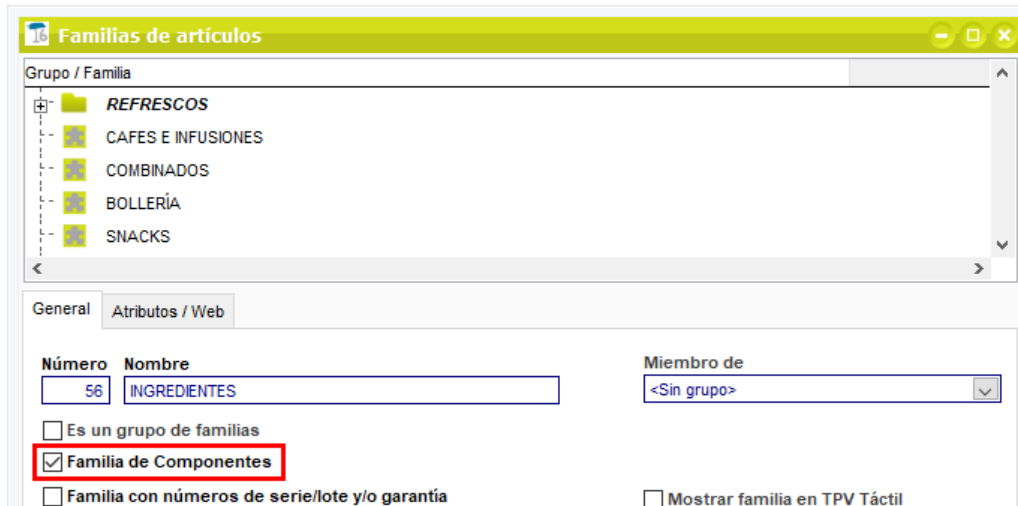 16 Familias de artículos
Grupo / Familia
REFRESCOS
CAFES E INFUSIONES
COMBINADOS
BOLLERÍA
SNACKS
General Atributos / Web
Número Nombre Miembro de
56 INGREDIENTES <Sin grupo>
Es un grupo de familias
Familia de Componentes
Familia con números de serie/lote y/o garantía Mostrar familia en TPV Táctil